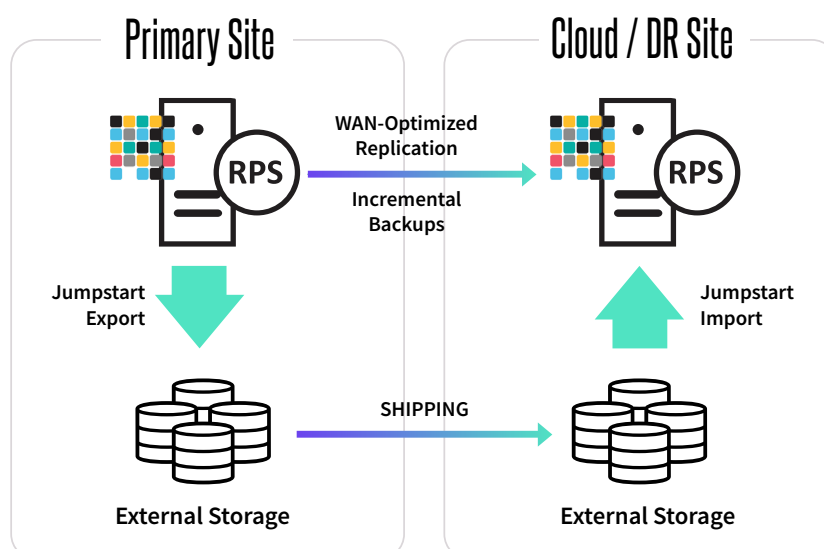 Primary Site
Cloud / DR Site
WAN-Optimized
Replication
RPS
RPS
Incremental
Backups
Jumpstart
Export
Jumpstart
Import
SHIPPING
External Storage
External Storage